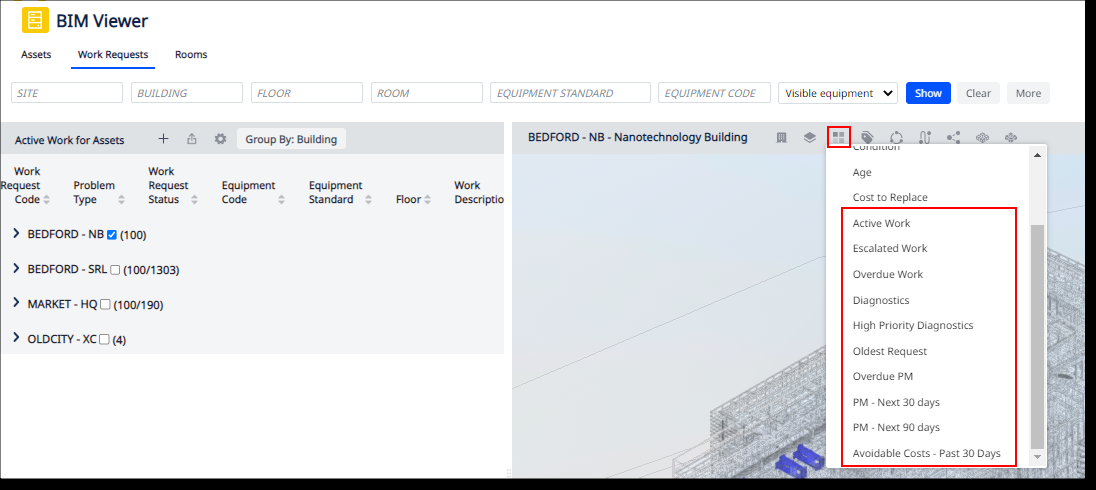 BIM Viewer
Assets Work Requests Rooms
SITE BUILDING FLOOR ROOM EQUIPMENT STANDARD EQUIPMENT CODE Visible equipment Show Clear More
Active Work for Assets + Group By: Building
Work Request Code
Problem Type
Work Request Status
Equipment Code
Equipment Standard
Floor
Work Descriptio
BEDFORD - NB (100)
BEDFORD - SRL (100/1303)
MARKET - HQ (100/190)
OLDCITY - XC (4)
BEDFORD - NB - Nanotechnology Building
Condition
Age
Cost to Replace
Active Work
Escalated Work
Overdue Work
Diagnostics
High Priority Diagnostics
Oldest Request
Overdue PM
PM - Next 30 days
PM - Next 90 days
Avoidable Costs - Past 30 Days